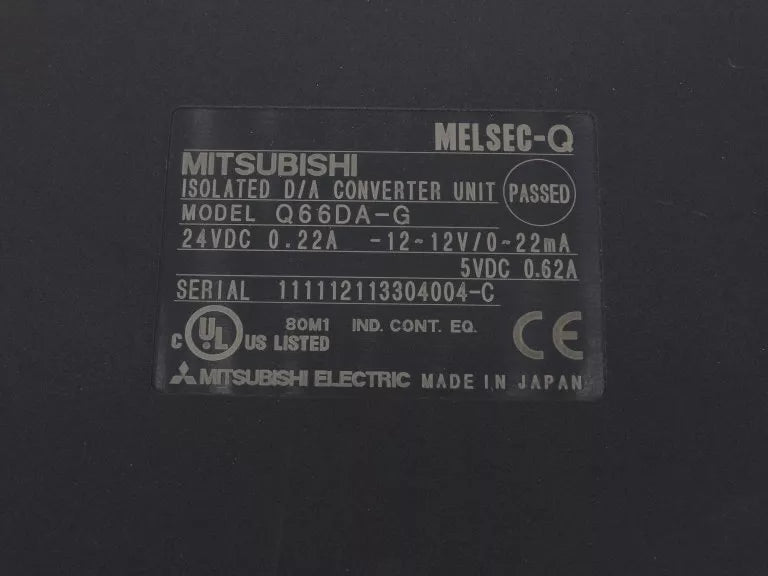 MELSEC-Q
MITSUBISHI
ISOLATED D/A CONVERTER UNIT
PASSED
MODEL Q66DA-G
24VDC 0.22A -12~12V/0~22mA
5VDC 0.62A
SERIAL 111112113304004-C
C UL US LISTED
80M1 IND. CONT. EQ.
CE
MITSUBISHI ELECTRIC MADE IN JAPAN